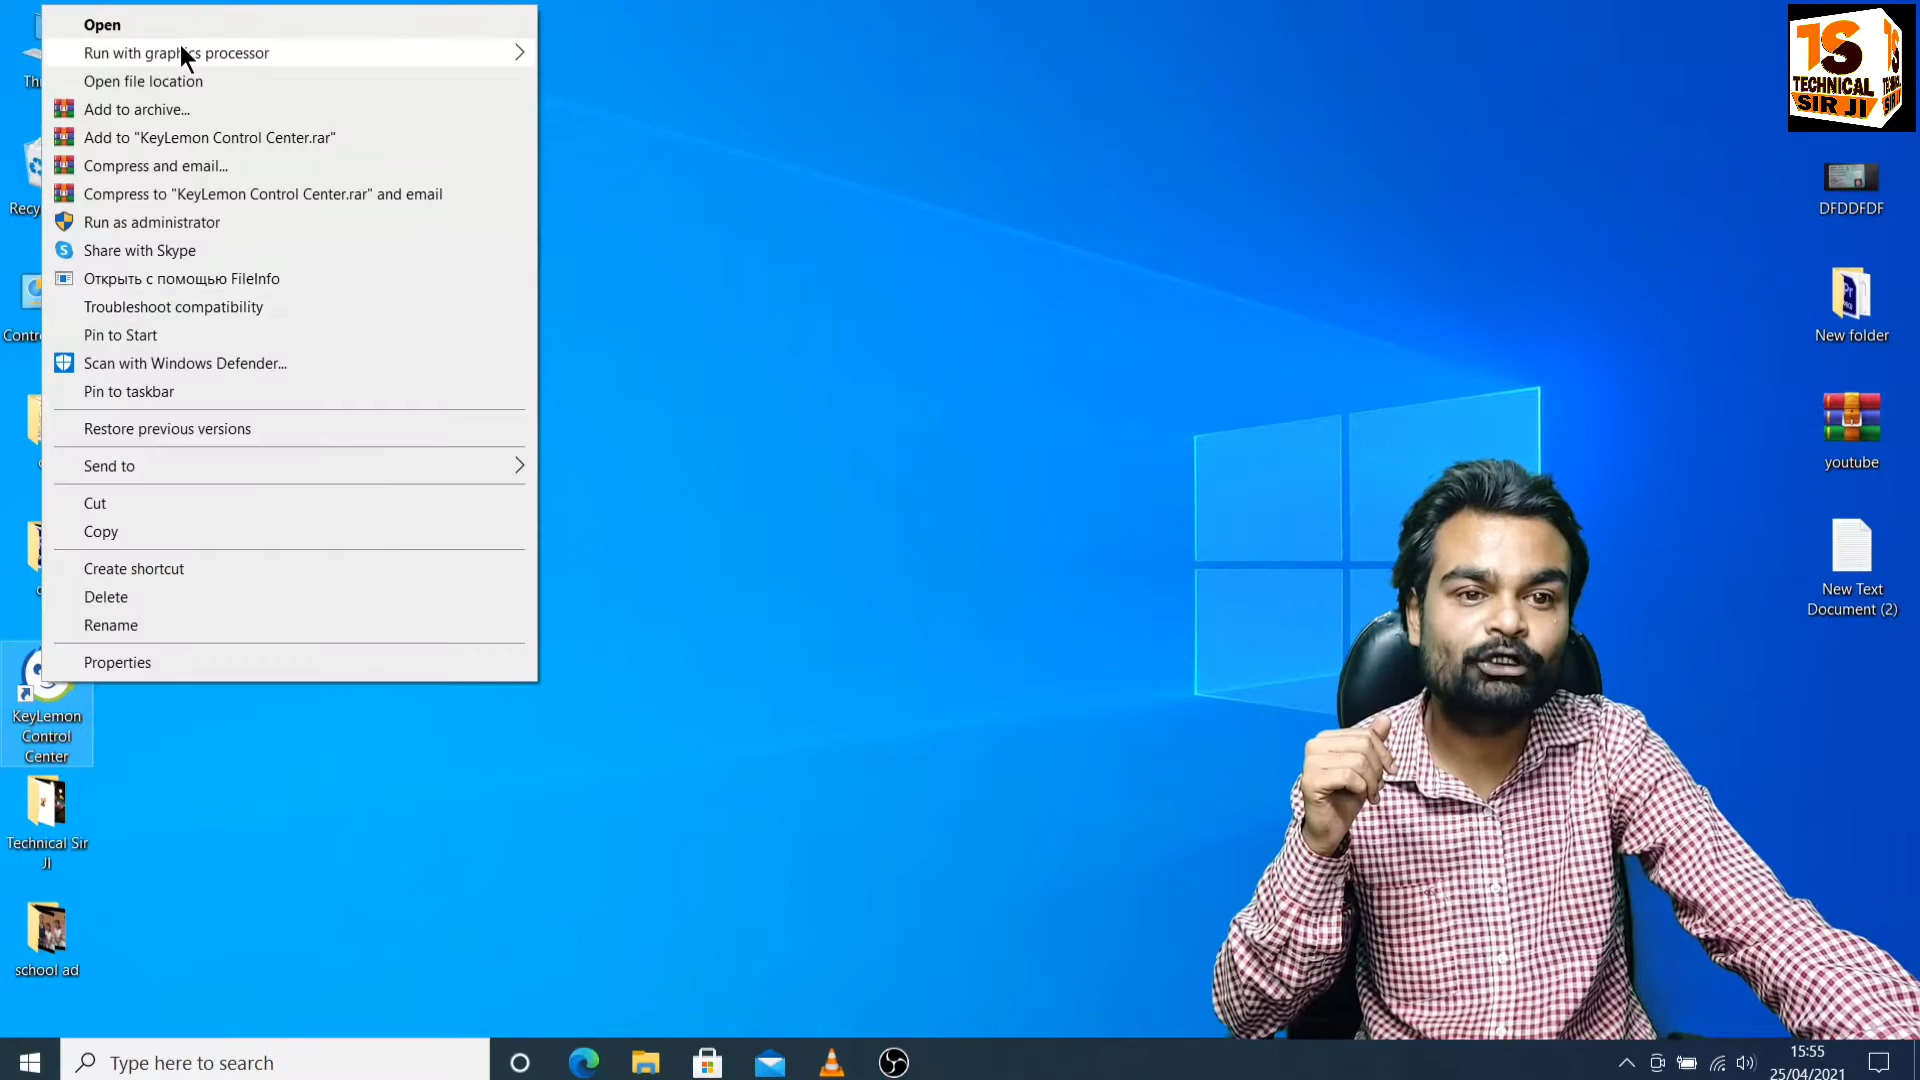 Open
Run with graphics processor
Open file location
Add to archive...
Add to "KeyLemon Control Center.rar"
Compress and email...
Compress to "KeyLemon Control Center.rar" and email
Run as administrator
Share with Skype
Открыть с помощью FileInfo
Troubleshoot compatibility
Pin to Start
Scan with Windows Defender...
Pin to taskbar
Restore previous versions
Send to
Cut
Copy
Create shortcut
Delete
Rename
Properties
KeyLemon
Control
Center
Technical Sir
JI
school ad
TS
TECHNICAL
SIR JI
DFDDFDF
New folder
youtube
New Text
Document (2)
Type here to search
15:55
25/04/2021